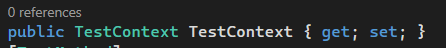 0 references
public TestContext TestContext { get; set; }